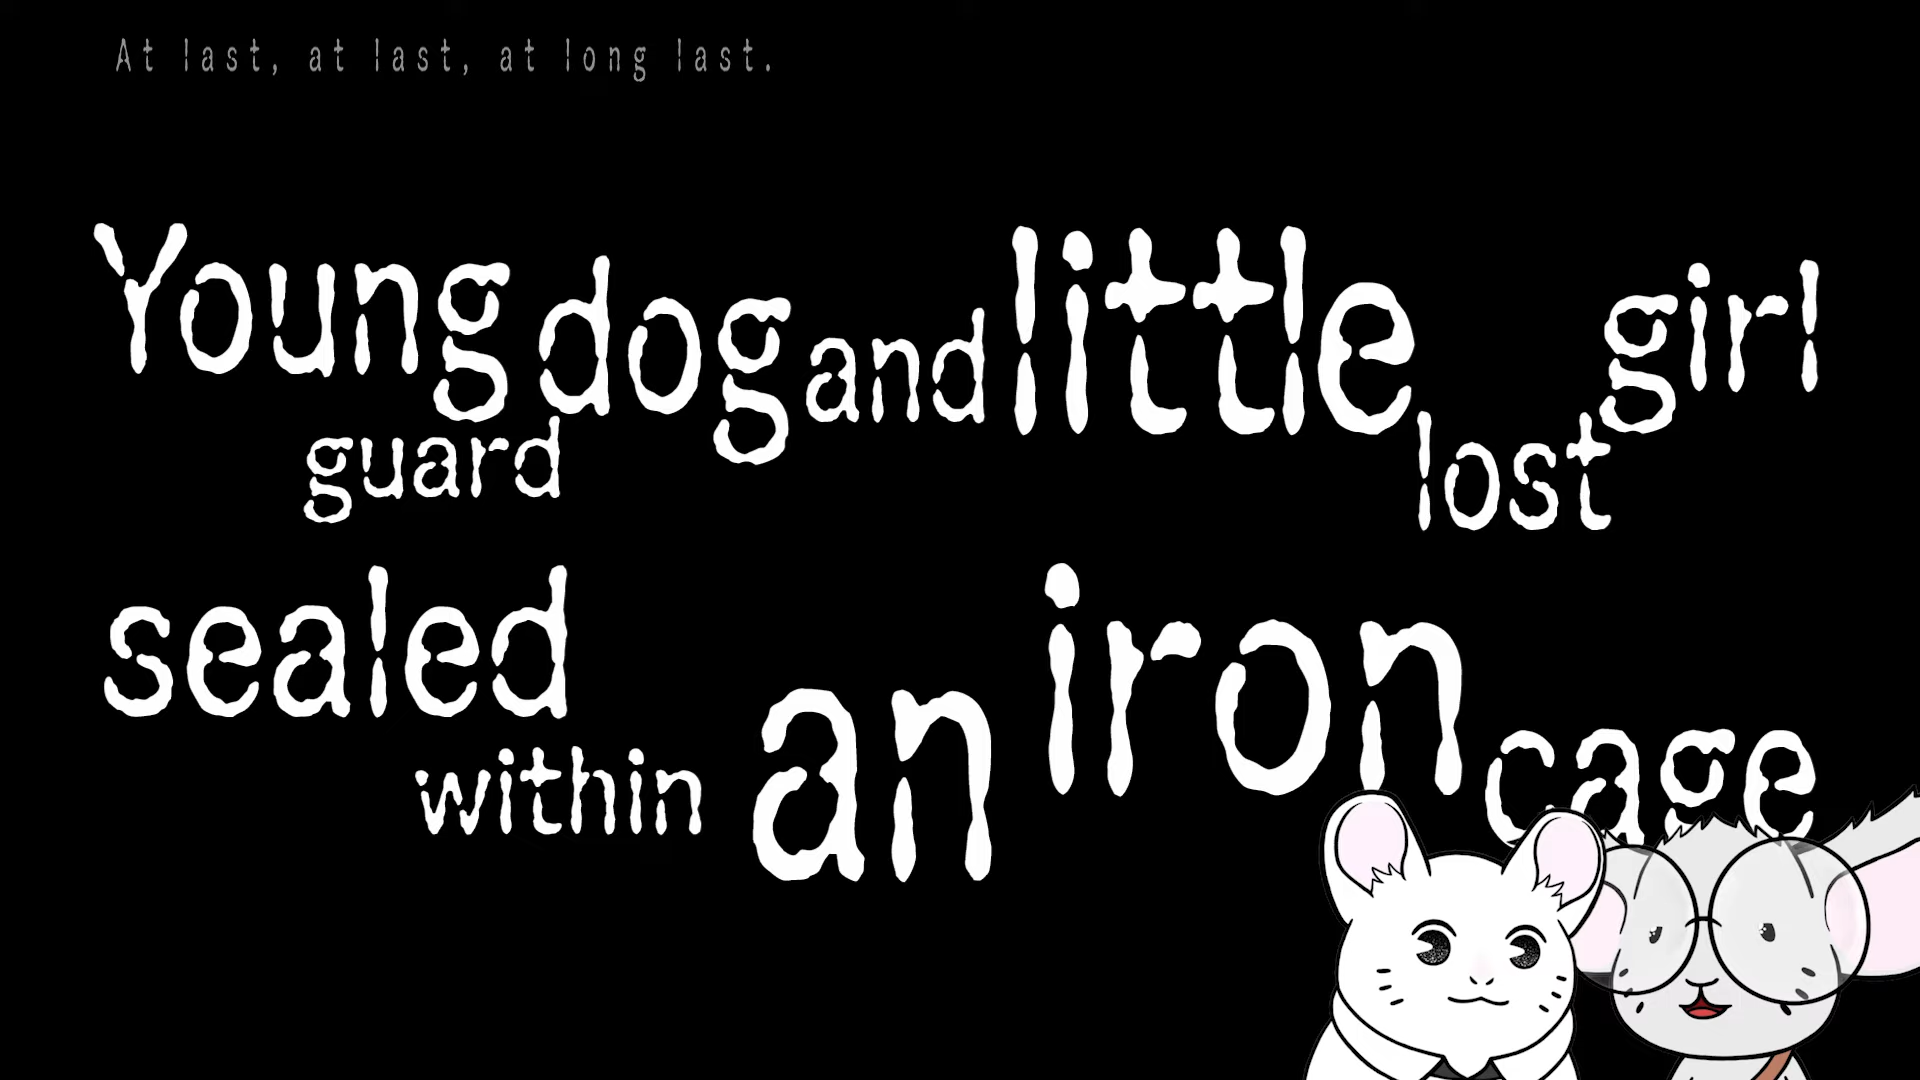 At last, at last, at long last.
Young guard dog and little lost girl
sealed within an iron cage